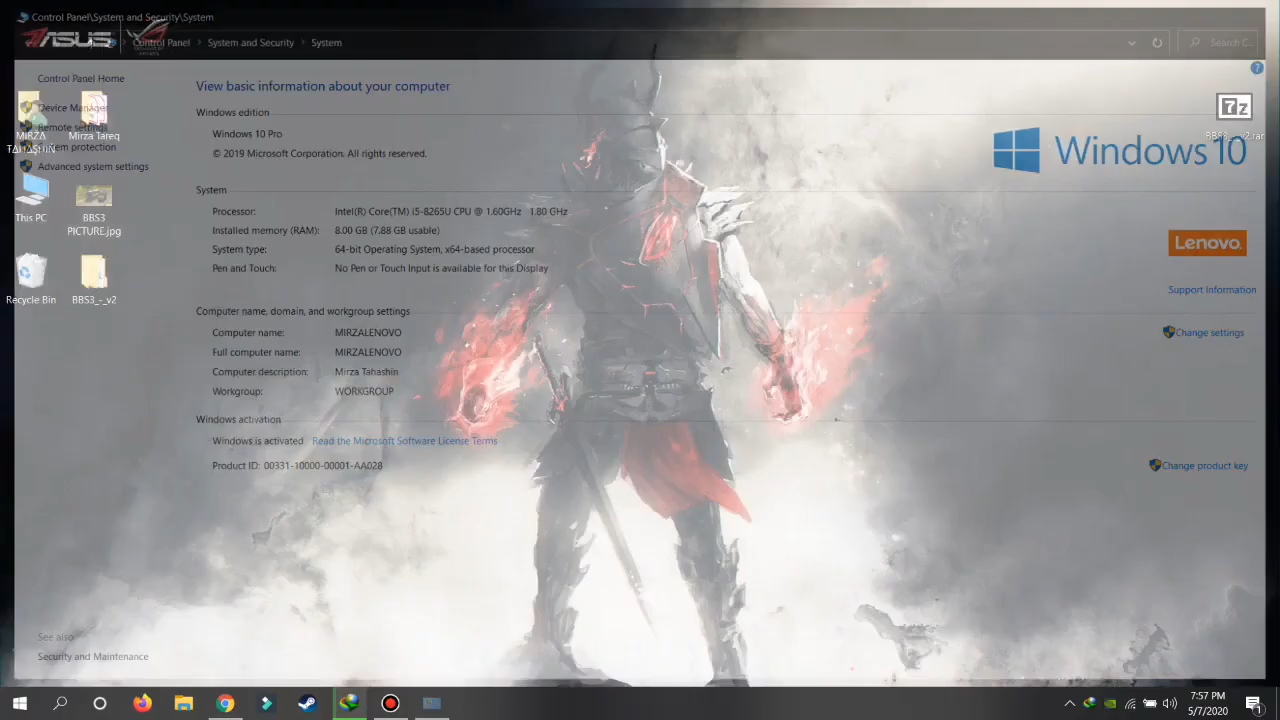 Control Panel\System and Security\System
ASUS
Control Panel > System and Security > System
Search C...
Control Panel Home
Device Manager
Remote settings
System protection
Advanced system settings
MIRZA
Mirza Tareq
This PC
BBS3
PICTURE.jpg
Recycle Bin
BBS3_-_v2
View basic information about your computer
Windows edition
Windows 10 Pro
© 2019 Microsoft Corporation. All rights reserved.
7z
BBS3_-_v2.rar
Windows 10
System
Processor: Intel(R) Core(TM) i5-8265U CPU @ 1.60GHz 1.80 GHz
Installed memory (RAM): 8.00 GB (7.88 GB usable)
System type: 64-bit Operating System, x64-based processor
Pen and Touch: No Pen or Touch Input is available for this Display
Lenovo.
Support Information
Computer name, domain, and workgroup settings
Computer name: MIRZALENOVO
Full computer name: MIRZALENOVO
Computer description: Mirza Tahashin
Workgroup: WORKGROUP
Change settings
Windows activation
Windows is activated Read the Microsoft Software License Terms
Product ID: 00331-10000-00001-AA028
Change product key
See also
Security and Maintenance
7:57 PM
5/7/2020
1